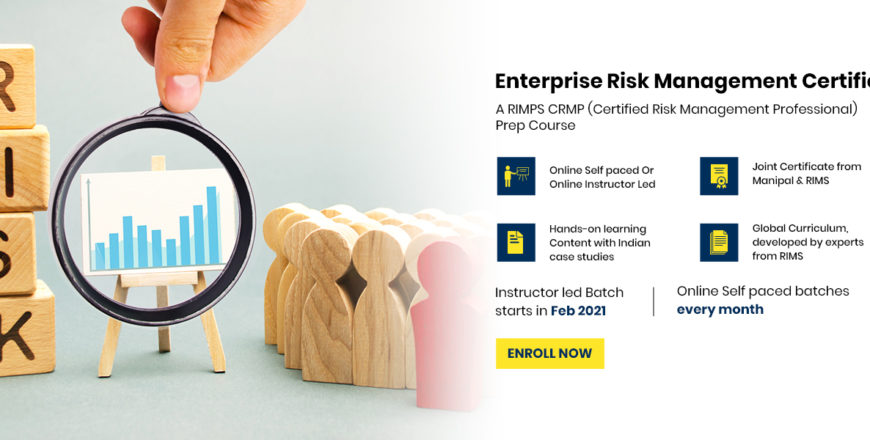 R
I
S
K
Enterprise Risk Management Certific
A RIMPS CRMP (Certified Risk Management Professional)
Prep Course
Online Self paced Or
Online Instructor Led
Joint Certificate from
Manipal & RIMS
Hands-on learning
Content with Indian
case studies
Global Curriculum,
developed by experts
from RIMS
Instructor led Batch
starts in Feb 2021
Online Self paced batches
every month
ENROLL NOW